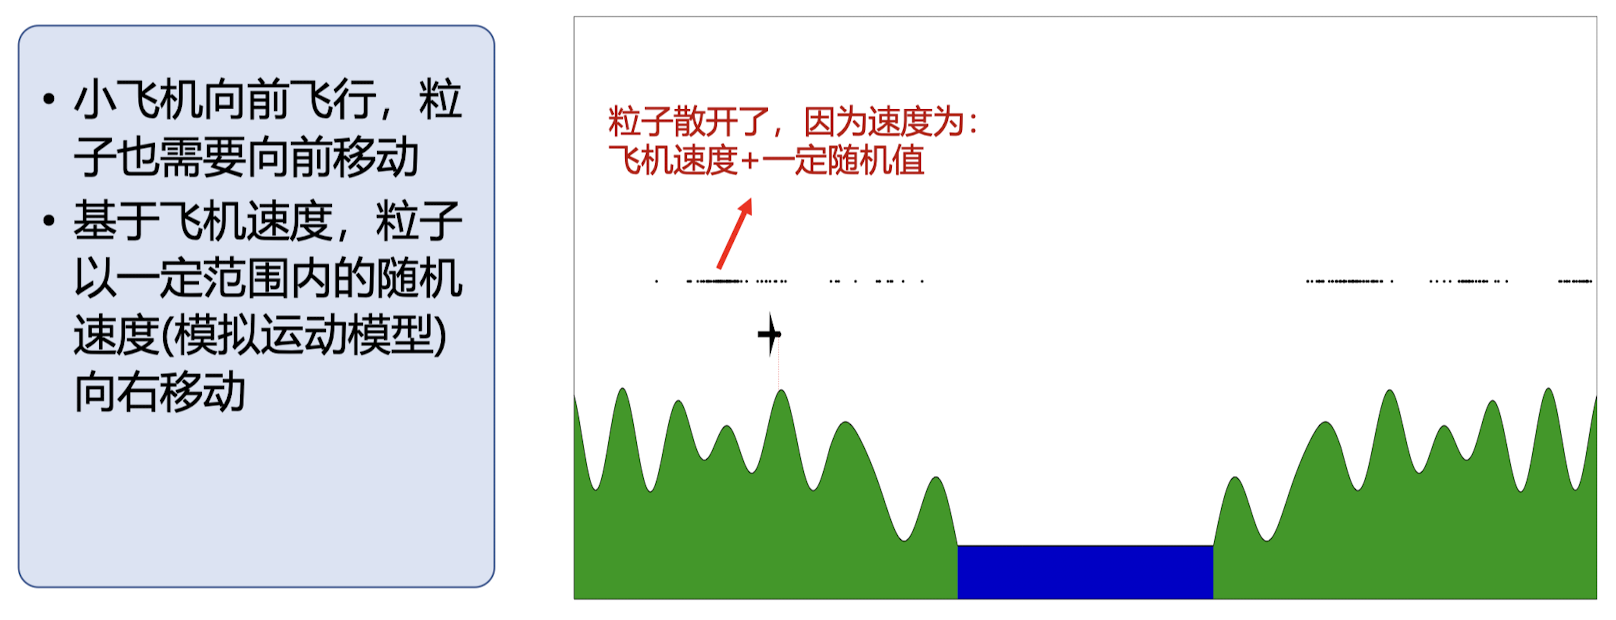 • 小飞机向前飞行，粒
子也需要向前移动
• 基于飞机速度，粒子
以一定范围内的随机
速度(模拟运动模型)
向右移动
粒子散开了，因为速度为：
飞机速度+一定随机值